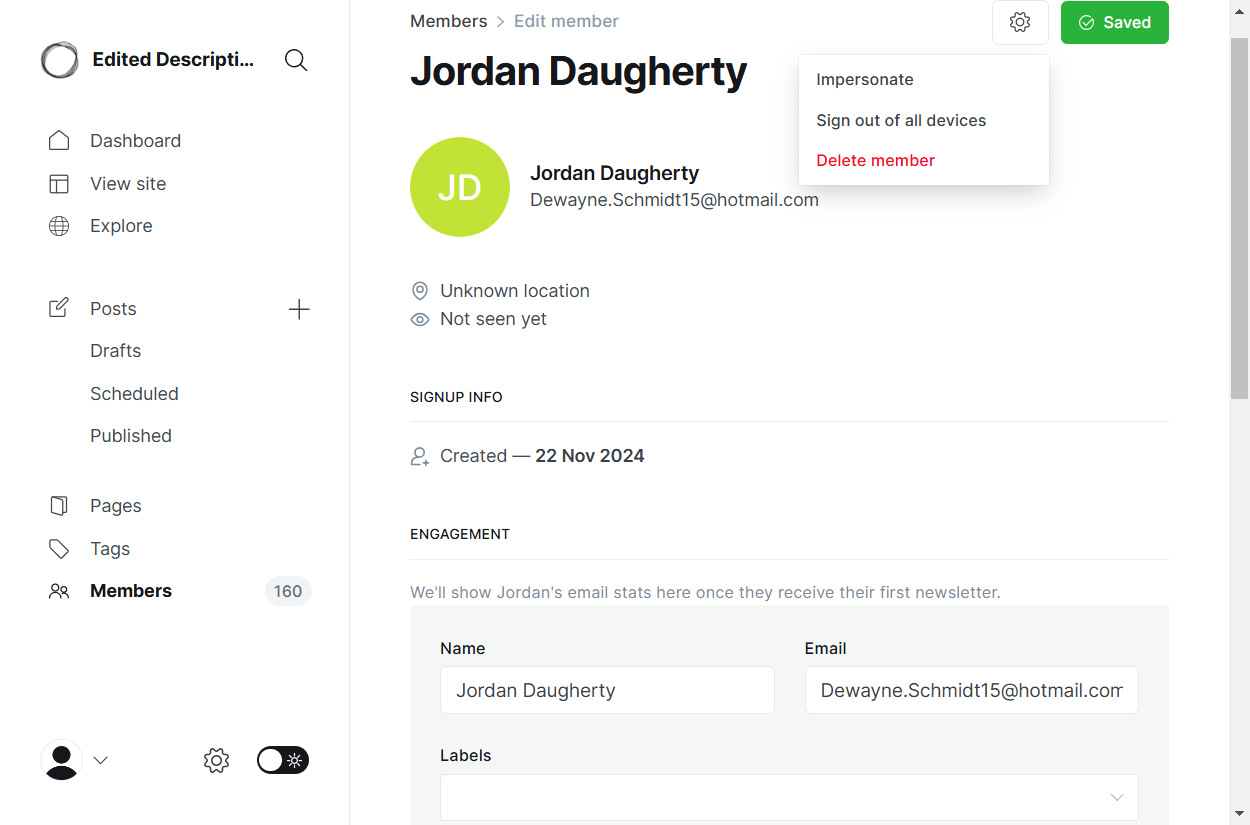 Edited Descripti...
Dashboard
View site
Explore
Posts
Drafts
Scheduled
Published
Pages
Tags
Members 160
Members > Edit member
Saved
Jordan Daugherty
Impersonate
Sign out of all devices
Delete member
JD
Jordan Daugherty
Dewayne.Schmidt15@hotmail.com
Unknown location
Not seen yet
SIGNUP INFO
Created — 22 Nov 2024
ENGAGEMENT
We'll show Jordan's email stats here once they receive their first newsletter.
Name
Jordan Daugherty
Email
Dewayne.Schmidt15@hotmail.com
Labels